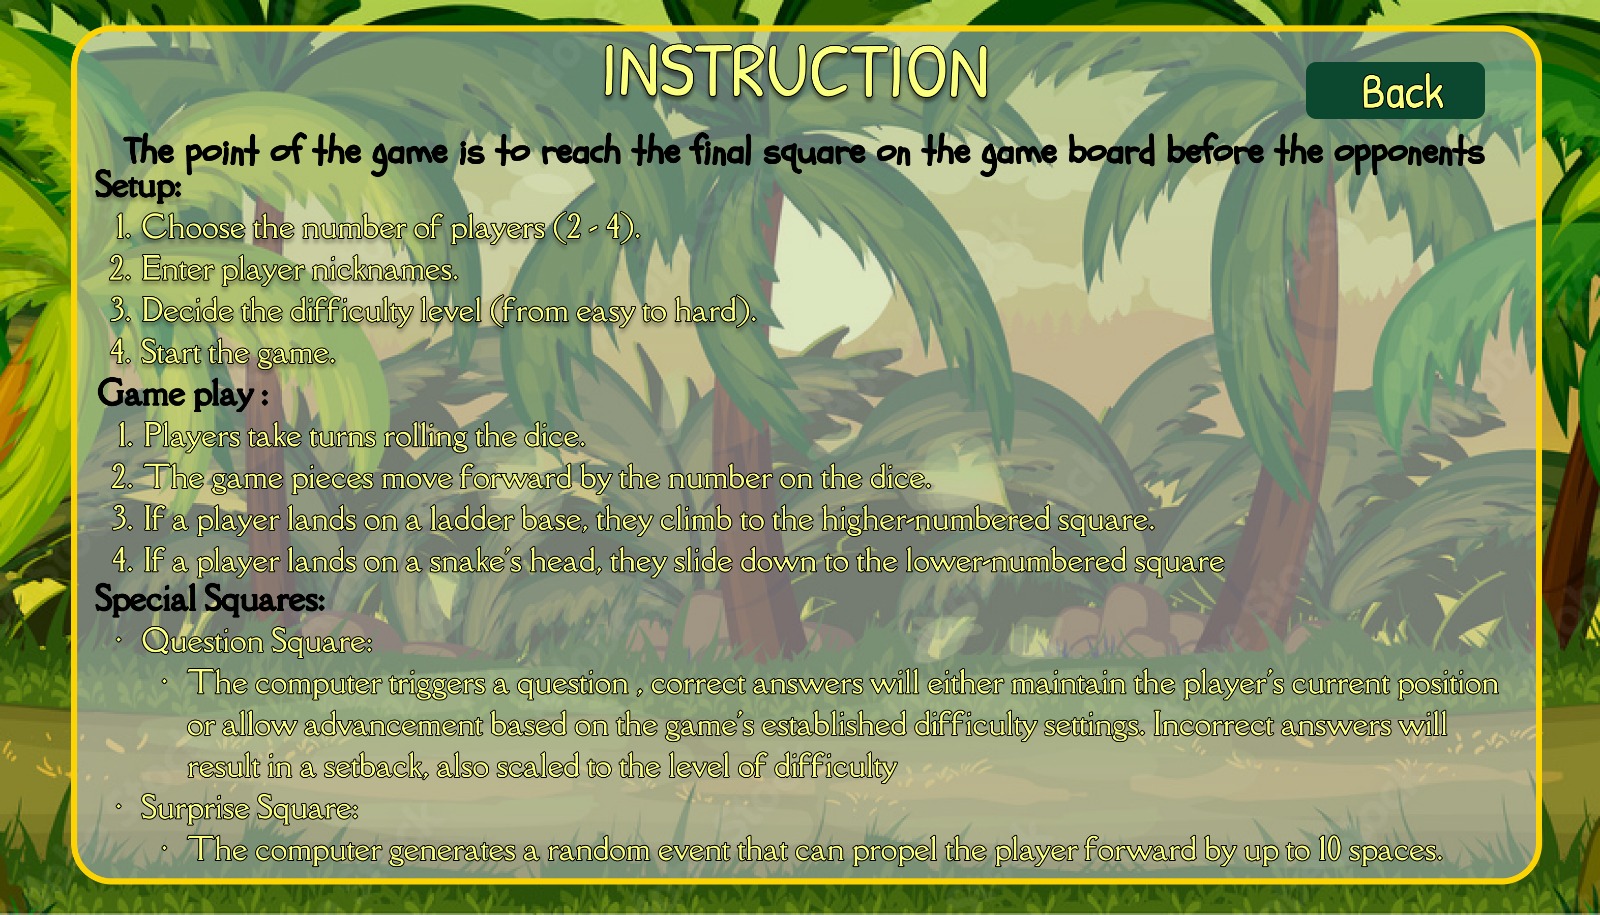 INSTRUCTION
Back
The point of the game is to reach the final square on the game board before the opponents
Setup:
1. Choose the number of players (2 - 4).
2. Enter player nicknames.
3. Decide the difficulty level (from easy to hard).
4. Start the game.
Game play :
1. Players take turns rolling the dice.
2. The game pieces move forward by the number on the dice.
3. If a player lands on a ladder base, they climb to the higher-numbered square.
4. If a player lands on a snake's head, they slide down to the lower-numbered square
Special Squares:
· Question Square:
· The computer triggers a question , correct answers will either maintain the player's current position
or allow advancement based on the game's established difficulty settings. Incorrect answers will
result in a setback, also scaled to the level of difficulty
· Surprise Square:
· The computer generates a random event that can propel the player forward by up to 10 spaces.